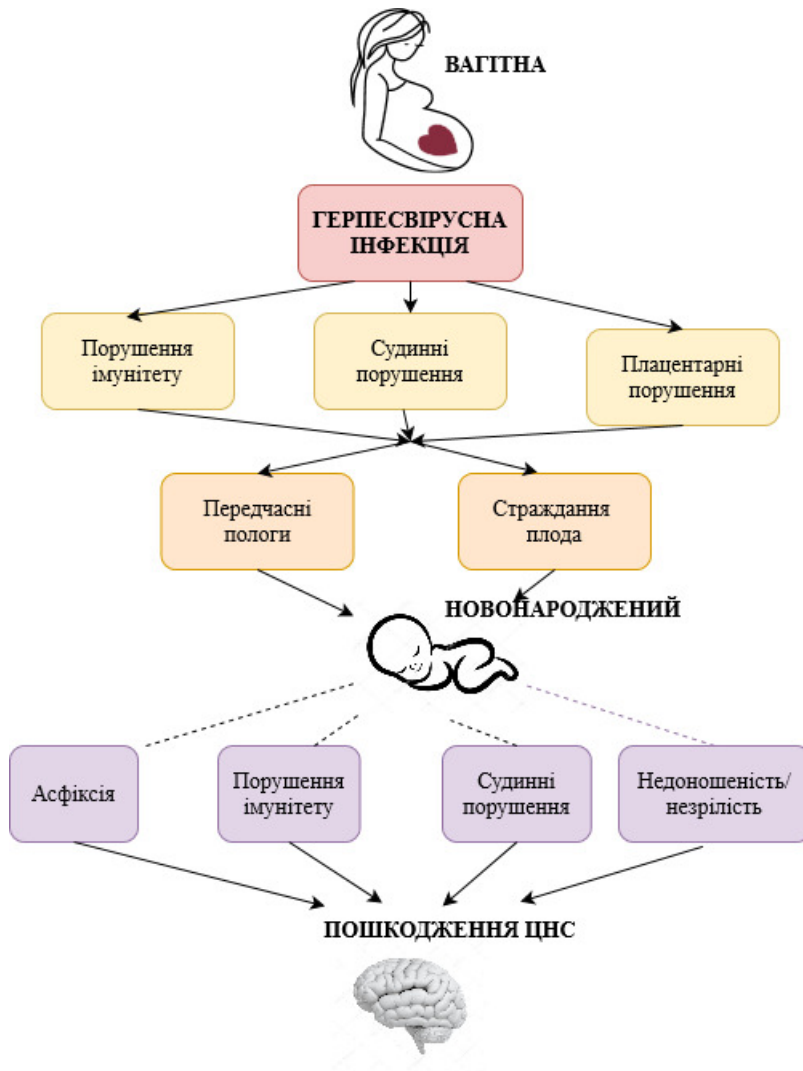 ВАГІТНА
ГЕРПЕСВІРУСНА
ІНФЕКЦІЯ
Порушення
імунітету
Судинні
порушення
Плацентарні
порушення
Передчасні
пологи
Страждання
плода
НОВОНАРОДЖЕНИЙ
Асфіксія
Порушення
імунітету
Судинні
порушення
Недоношеність/
незрілість
ПОШКОДЖЕННЯ ЦНС